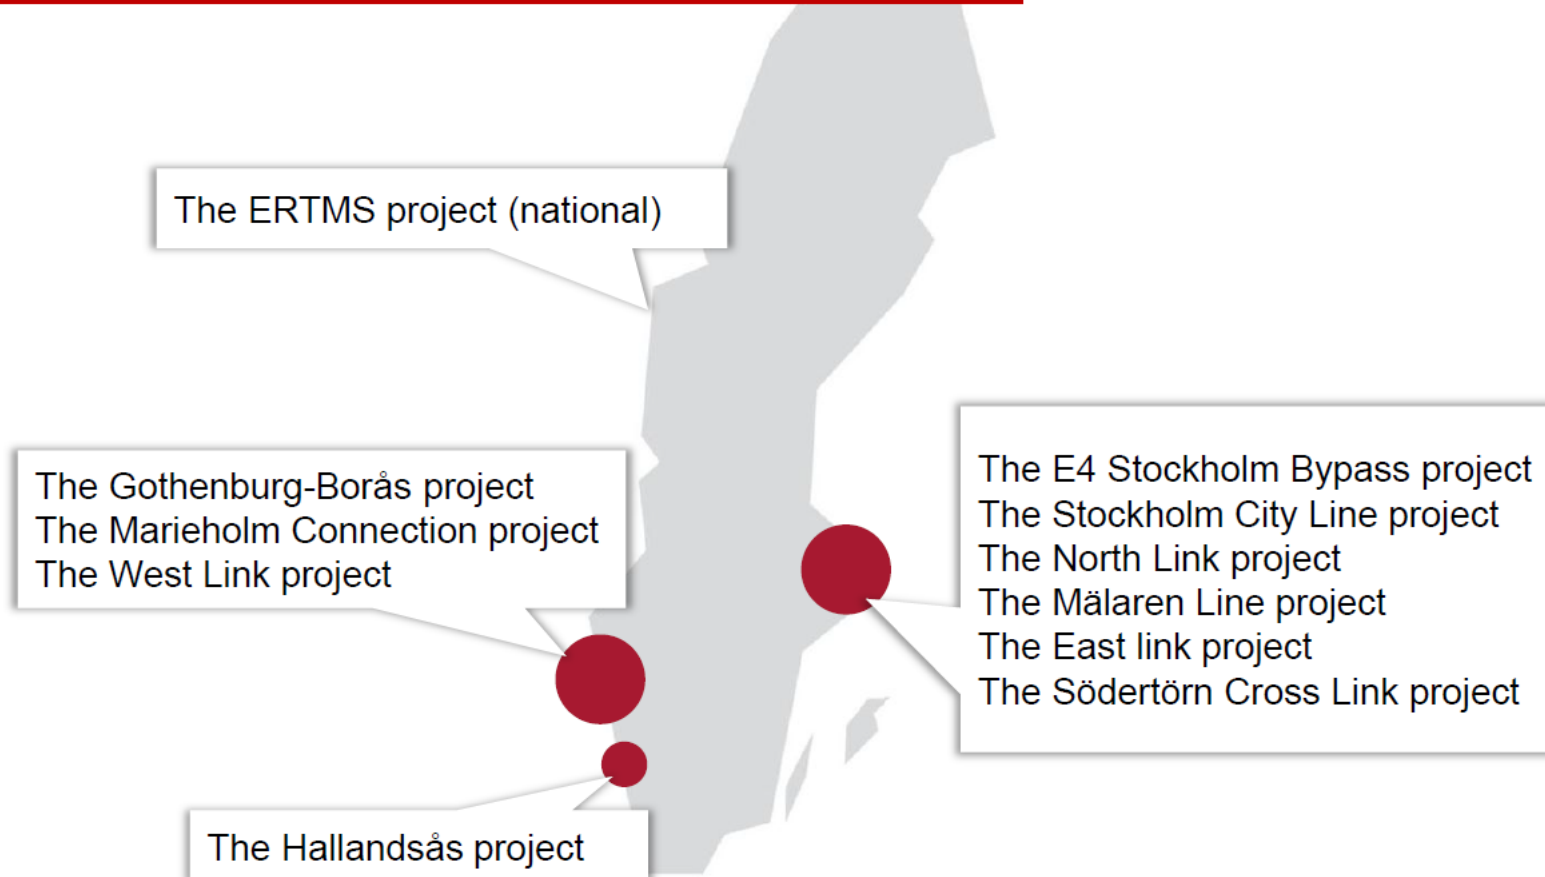 The ERTMS project (national)
The Gothenburg-Borås project
The Marieholm Connection project
The West Link project
The E4 Stockholm Bypass project
The Stockholm City Line project
The North Link project
The Mälaren Line project
The East link project
The Södertörn Cross Link project
The Hallandsås project